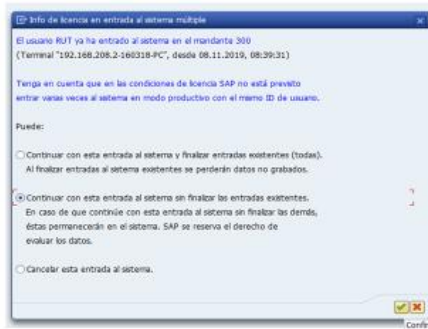 Info de licencia en entrada al sistema múltiple
El usuario RUT ya ha entrado al sistema en el mandante 300
(Terminal "192.168.208.2-160318-PC", desde 08.11.2019, 08:39:31)
Tenga en cuenta que en las condiciones de licencia SAP no está previsto
entrar varias veces al sistema en modo productivo con el mismo ID de usuario.
Puede:
Continuar con esta entrada al sistema y finalizar entradas existentes (todas).
Al finalizar entradas al sistema existentes se perderán datos no grabados.
Continuar con esta entrada al sistema sin finalizar las entradas existentes.
En caso de que continúe con esta entrada al sistema sin finalizar las demás,
éstas permanecerán en el sistema. SAP se reserva el derecho de
evaluar los datos.
Cancelar esta entrada al sistema.